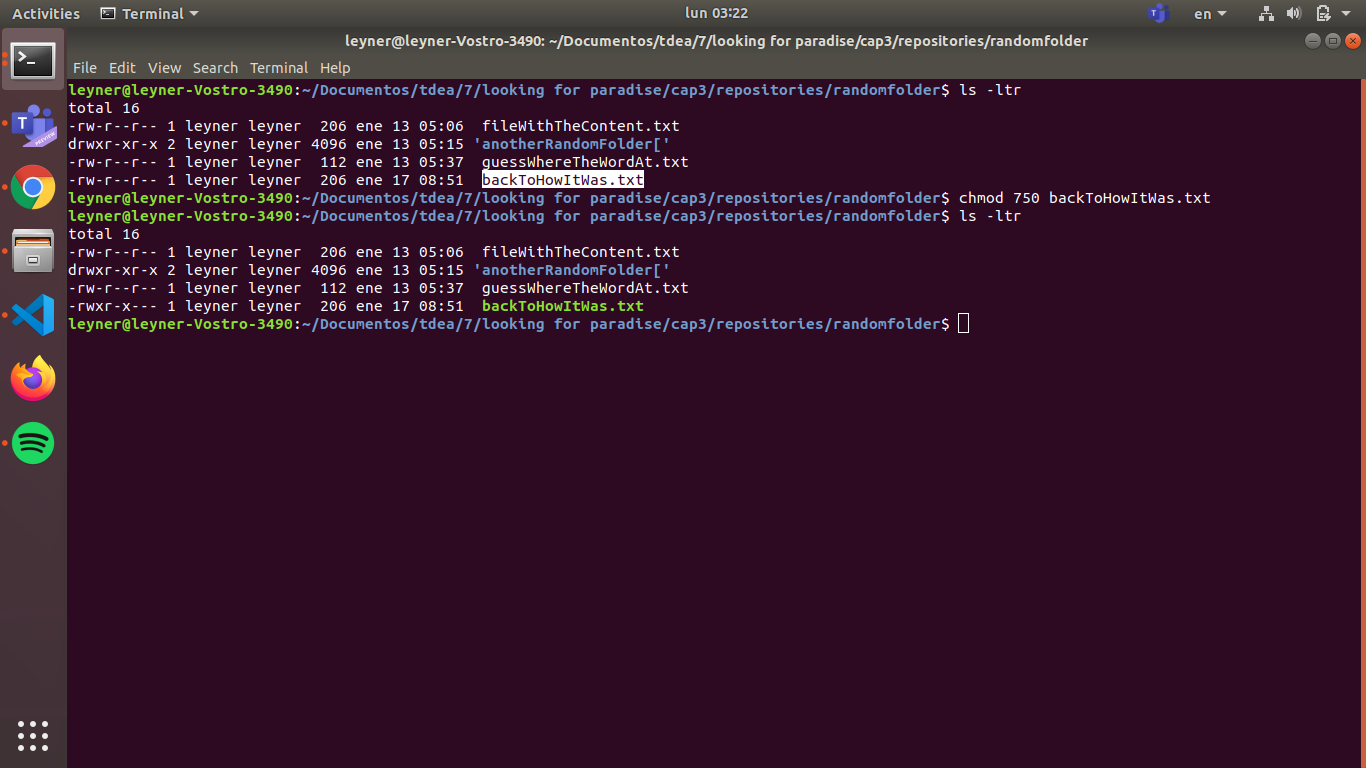 Activities Terminal lun 03:22 en
leyner@leyner-Vostro-3490: ~/Documentos/tdea/7/looking for paradise/cap3/repositories/randomfolder
File Edit View Search Terminal Help
leyner@leyner-Vostro-3490:~/Documentos/tdea/7/looking for paradise/cap3/repositories/randomfolder$ ls -ltr
total 16
-rw-r--r-- 1 leyner leyner  206 ene 13 05:06  fileWithTheContent.txt
drwxr-xr-x 2 leyner leyner 4096 ene 13 05:15 'anotherRandomFolder['
-rw-r--r-- 1 leyner leyner  112 ene 13 05:37  guessWhereTheWordAt.txt
-rw-r--r-- 1 leyner leyner  206 ene 17 08:51  backToHowItWas.txt
leyner@leyner-Vostro-3490:~/Documentos/tdea/7/looking for paradise/cap3/repositories/randomfolder$ chmod 750 backToHowItWas.txt
leyner@leyner-Vostro-3490:~/Documentos/tdea/7/looking for paradise/cap3/repositories/randomfolder$ ls -ltr
total 16
-rw-r--r-- 1 leyner leyner  206 ene 13 05:06  fileWithTheContent.txt
drwxr-xr-x 2 leyner leyner 4096 ene 13 05:15 'anotherRandomFolder['
-rw-r--r-- 1 leyner leyner  112 ene 13 05:37  guessWhereTheWordAt.txt
-rwxr-x--- 1 leyner leyner  206 ene 17 08:51  backToHowItWas.txt
leyner@leyner-Vostro-3490:~/Documentos/tdea/7/looking for paradise/cap3/repositories/randomfolder$
T
PREVIEW